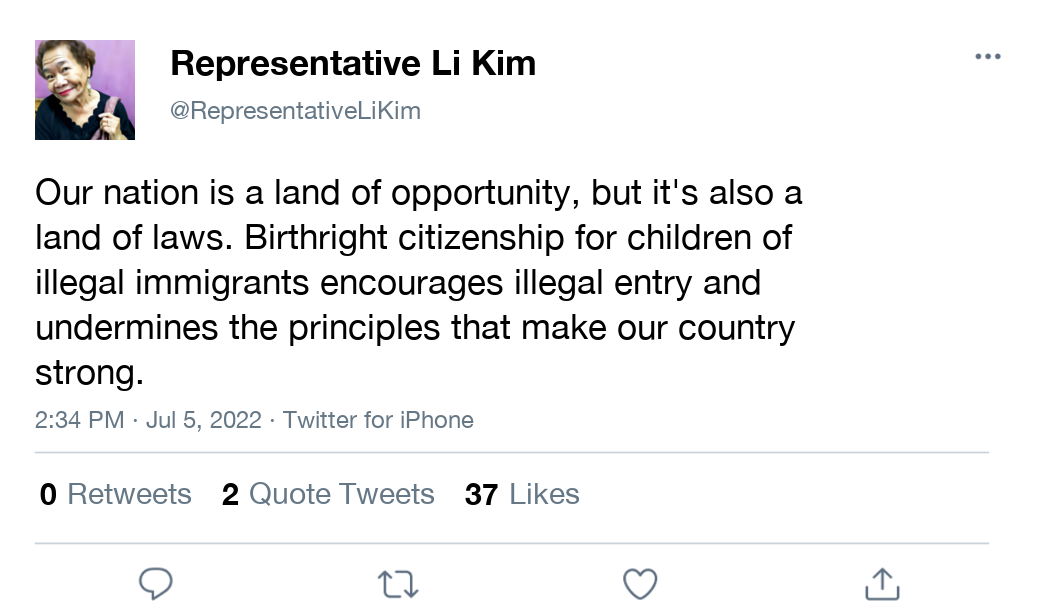 Representative Li Kim
@RepresentativeLiKim
Our nation is a land of opportunity, but it's also a
land of laws. Birthright citizenship for children of
illegal immigrants encourages illegal entry and
undermines the principles that make our country
strong.
2:34 PM · Jul 5, 2022 · Twitter for iPhone
0 Retweets 2 Quote Tweets 37 Likes